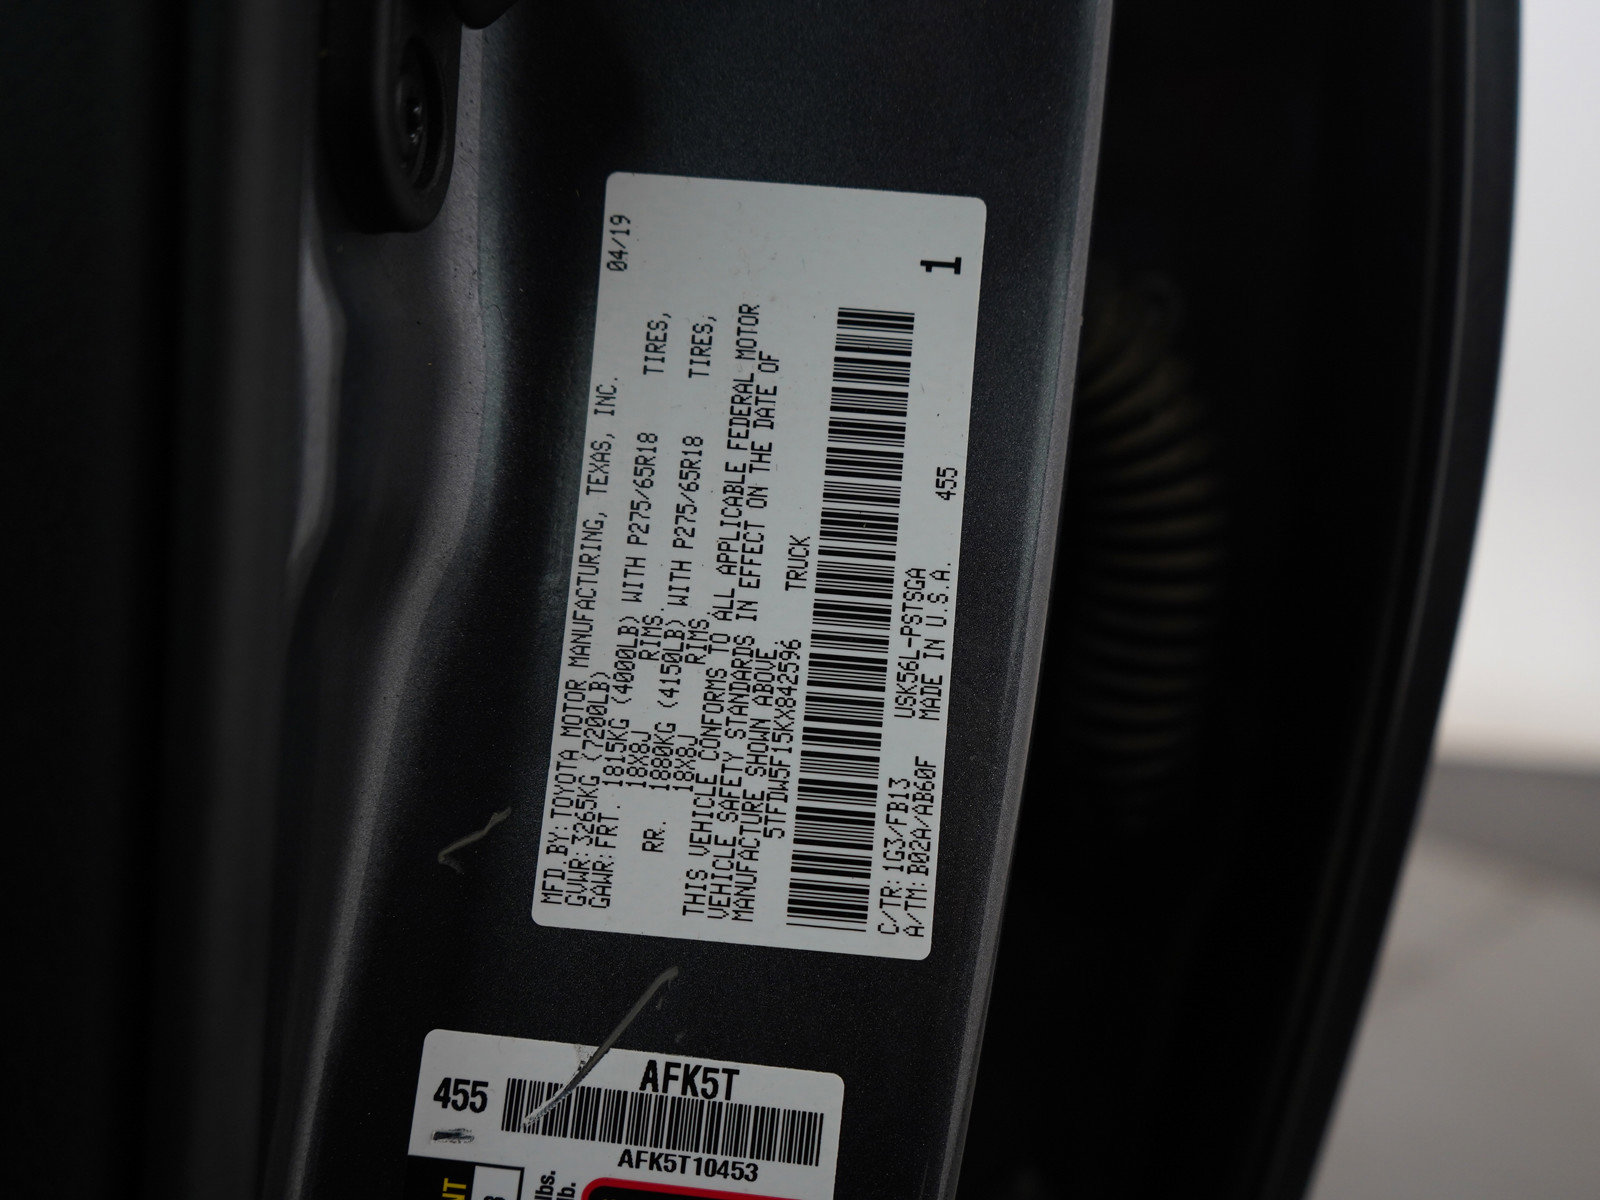 04/19
MFD.BY:TOYOTA MOTOR MANUFACTURING, TEXAS, INC.
GVWR:3265KG (7200LB)
GAWR:FRT. 1815KG (4000LB) WITH P275/65R18 TIRES,
18X8J RIMS
RR. 1880KG (4150LB) WITH P275/65R18 TIRES,
18X8J RIMS.
THIS VEHICLE CONFORMS TO ALL APPLICABLE FEDERAL MOTOR
VEHICLE SAFETY STANDARDS IN EFFECT ON THE DATE OF
MANUFACTURE SHOWN ABOVE
5TFDW5F15KX842596 TRUCK
1
C/TR:1G3/FB13 USK56L-PSTSGA 455
A/TM:B02A/AB60F MADE IN U.S.A.
455 AFK5T
AFK5T10453
lbs.
lb.